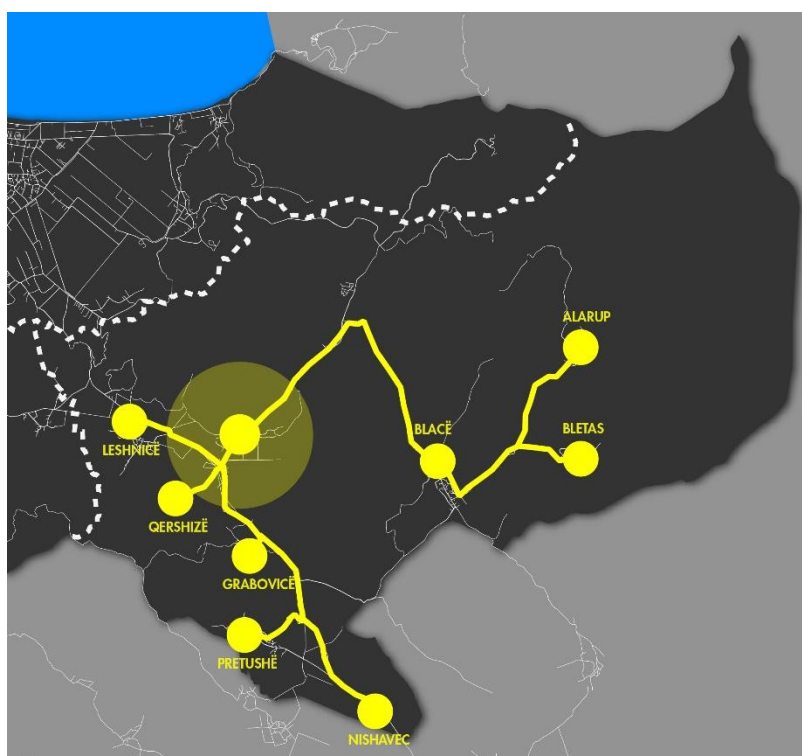 ALARUP
BLACË
BLETAS
LESHNICË
QERSHIZË
GRABOVICË
PRETUSHË
NISHAVEC